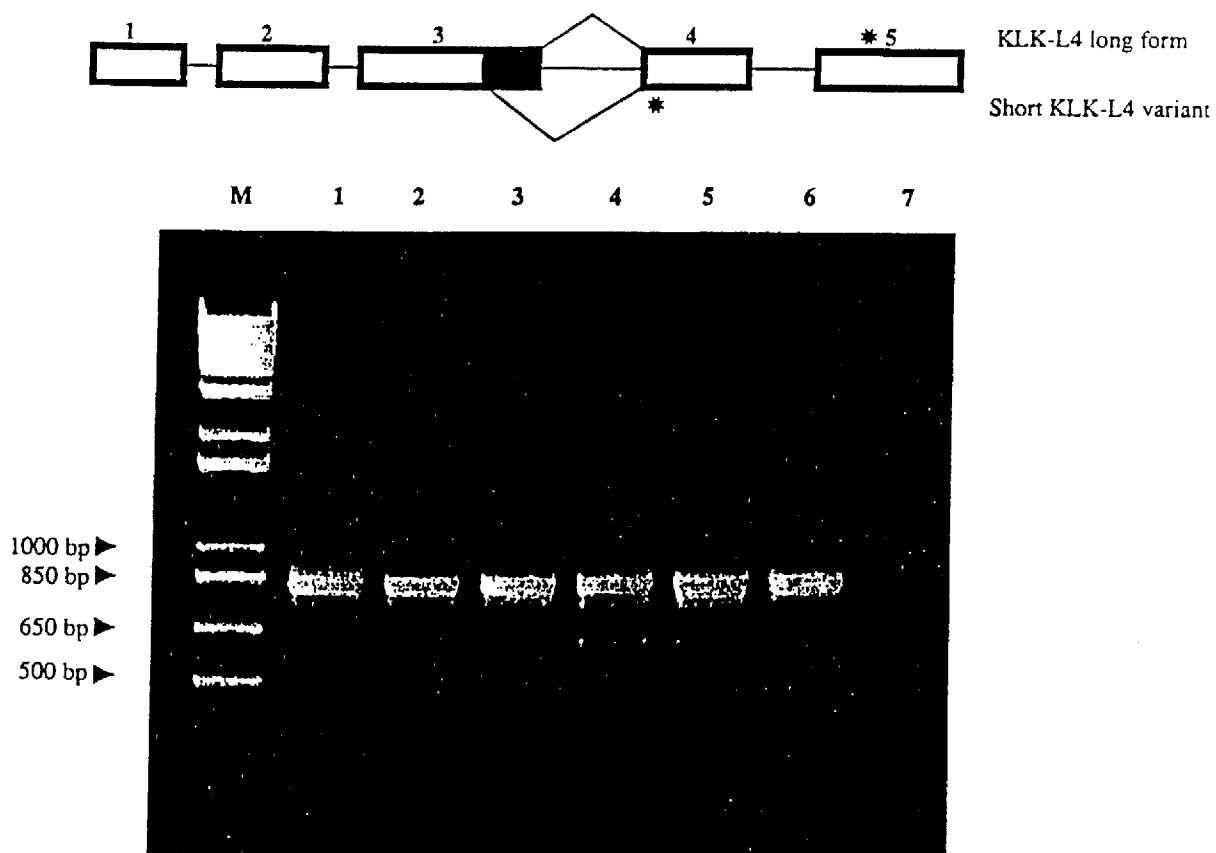 1 2 3 4 * 5 KLK-L4 long form
*
Short KLK-L4 variant
M 1 2 3 4 5 6 7
1000 bp
850 bp
650 bp
500 bp